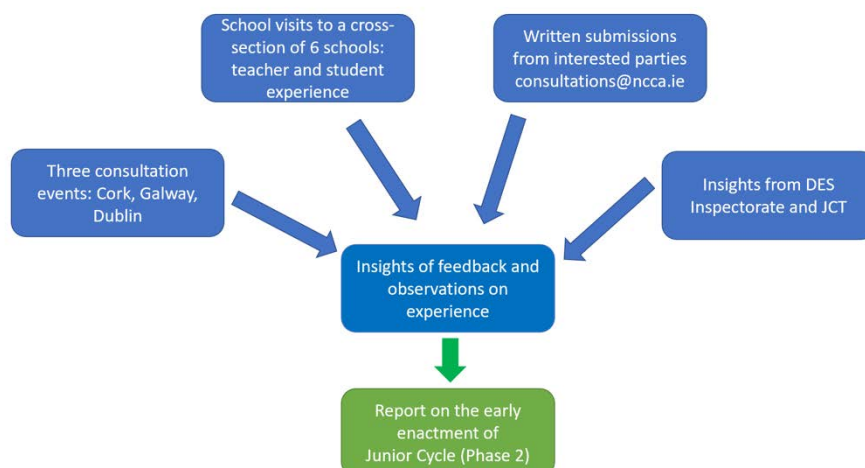 School visits to a cross-
section of 6 schools:
teacher and student
experience
Written submissions
from interested parties
consultations@ncca.ie
Three consultation
events: Cork, Galway,
Dublin
Insights from DES
Inspectorate and JCT
Insights of feedback and
observations on
experience
Report on the early
enactment of
Junior Cycle (Phase 2)